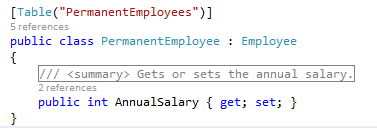 [Table("PermanentEmployees")]
5 references
public class PermanentEmployee : Employee
{
/// <summary> Gets or sets the annual salary.
2 references
public int AnnualSalary { get; set; }
}